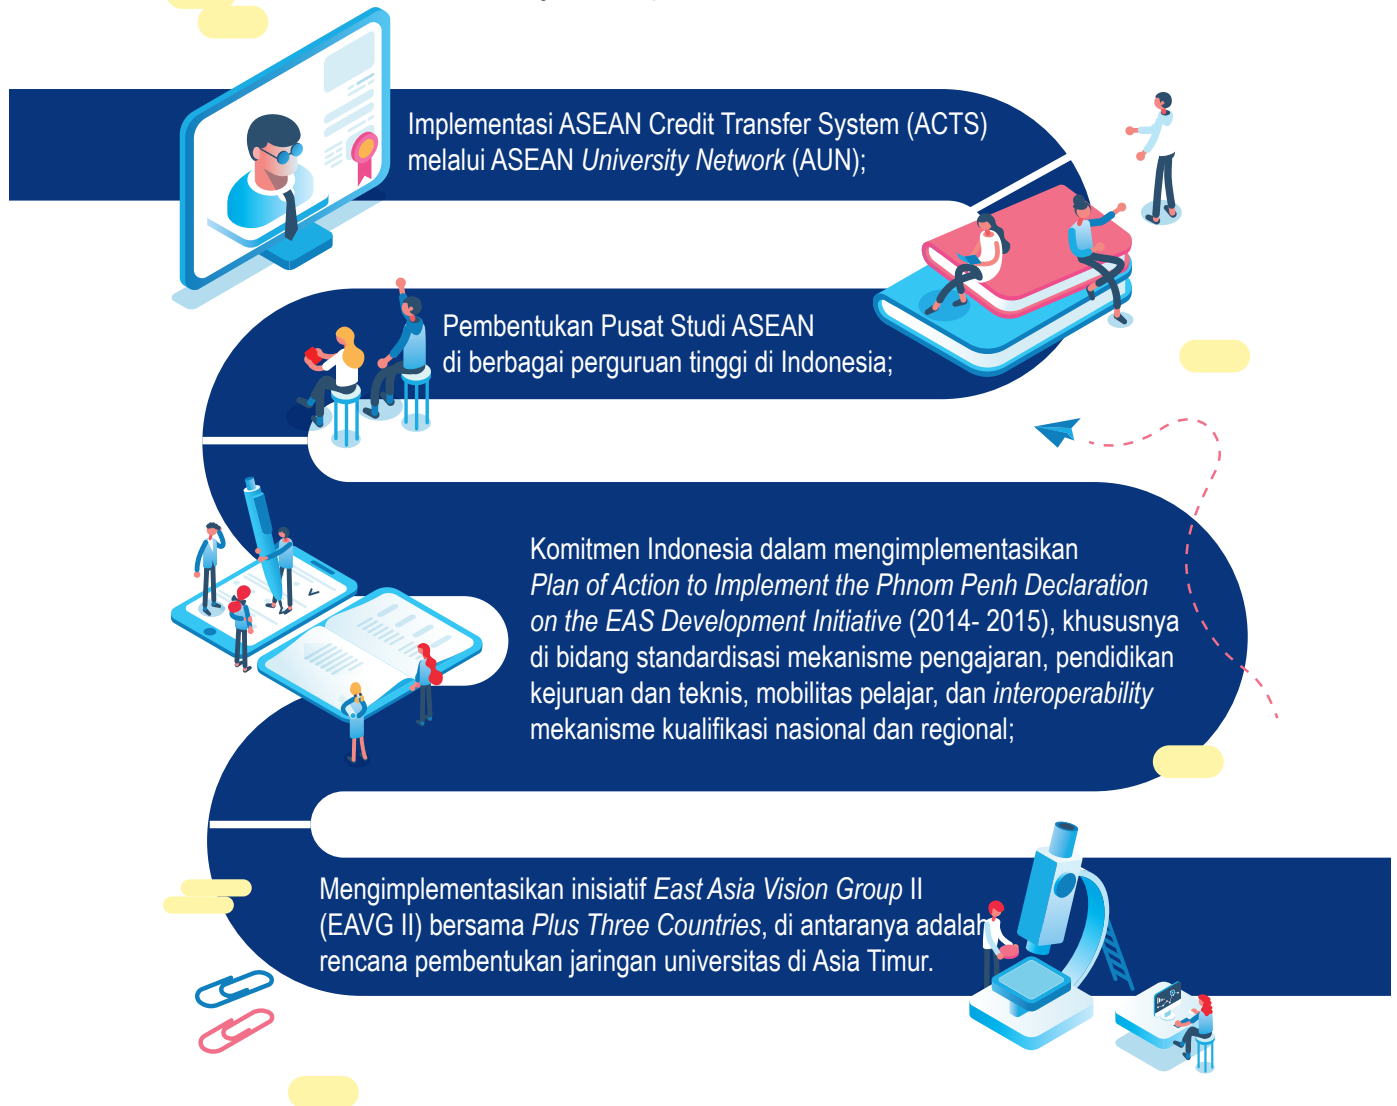 Implementasi ASEAN Credit Transfer System (ACTS)
melalui ASEAN University Network (AUN);
Pembentukan Pusat Studi ASEAN
di berbagai perguruan tinggi di Indonesia;
Komitmen Indonesia dalam mengimplementasikan
Plan of Action to Implement the Phnom Penh Declaration
on the EAS Development Initiative (2014- 2015), khususnya
di bidang standardisasi mekanisme pengajaran, pendidikan
kejuruan dan teknis, mobilitas pelajar, dan interoperability
mekanisme kualifikasi nasional dan regional;
Mengimplementasikan inisiatif East Asia Vision Group II
(EAVG II) bersama Plus Three Countries, di antaranya adalah
rencana pembentukan jaringan universitas di Asia Timur.